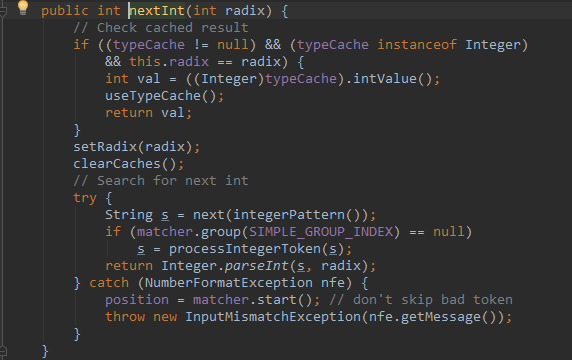 public int nextInt(int radix) {
    // Check cached result
    if ((typeCache != null) && (typeCache instanceof Integer)
        && this.radix == radix) {
        int val = ((Integer)typeCache).intValue();
        useTypeCache();
        return val;
    }
    setRadix(radix);
    clearCaches();
    // Search for next int
    try {
        String s = next(integerPattern());
        if (matcher.group(SIMPLE_GROUP_INDEX) == null)
            s = processIntegerToken(s);
        return Integer.parseInt(s, radix);
    } catch (NumberFormatException nfe) {
        position = matcher.start(); // don't skip bad token
        throw new InputMismatchException(nfe.getMessage());
    }
}